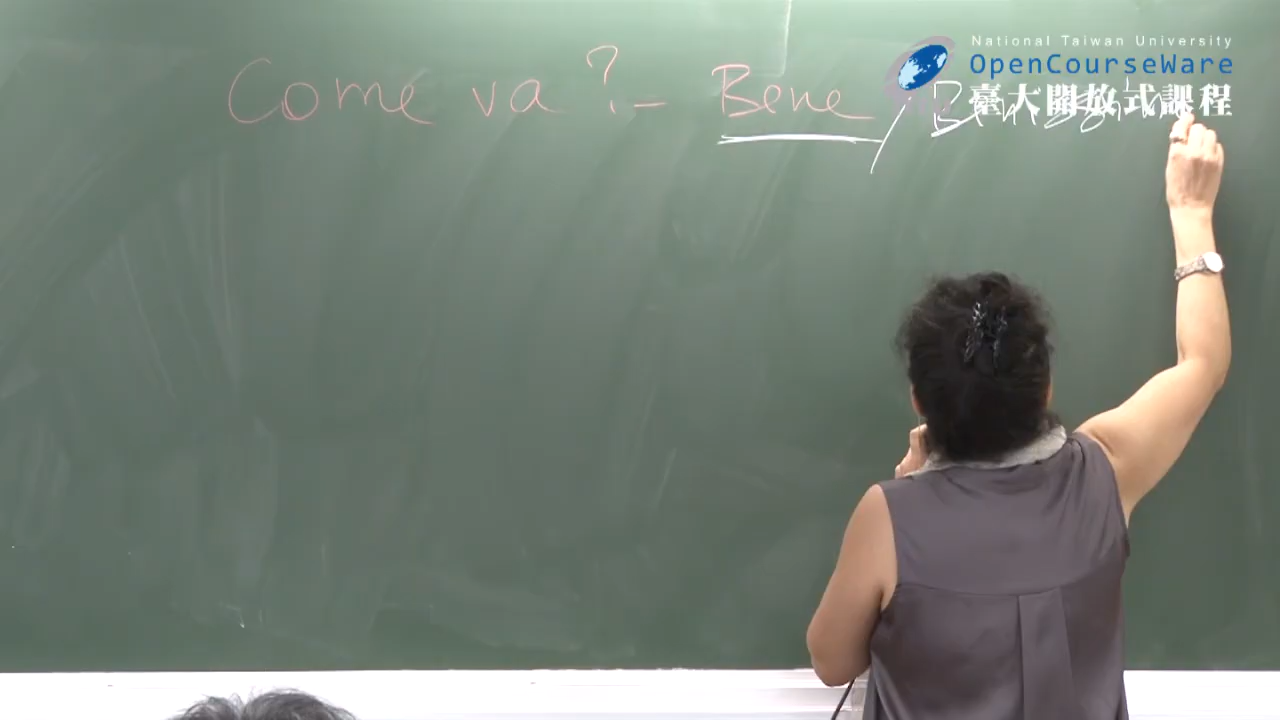 National Taiwan University
OpenCourseWare
臺大開放式課程
Come va? - Bene /